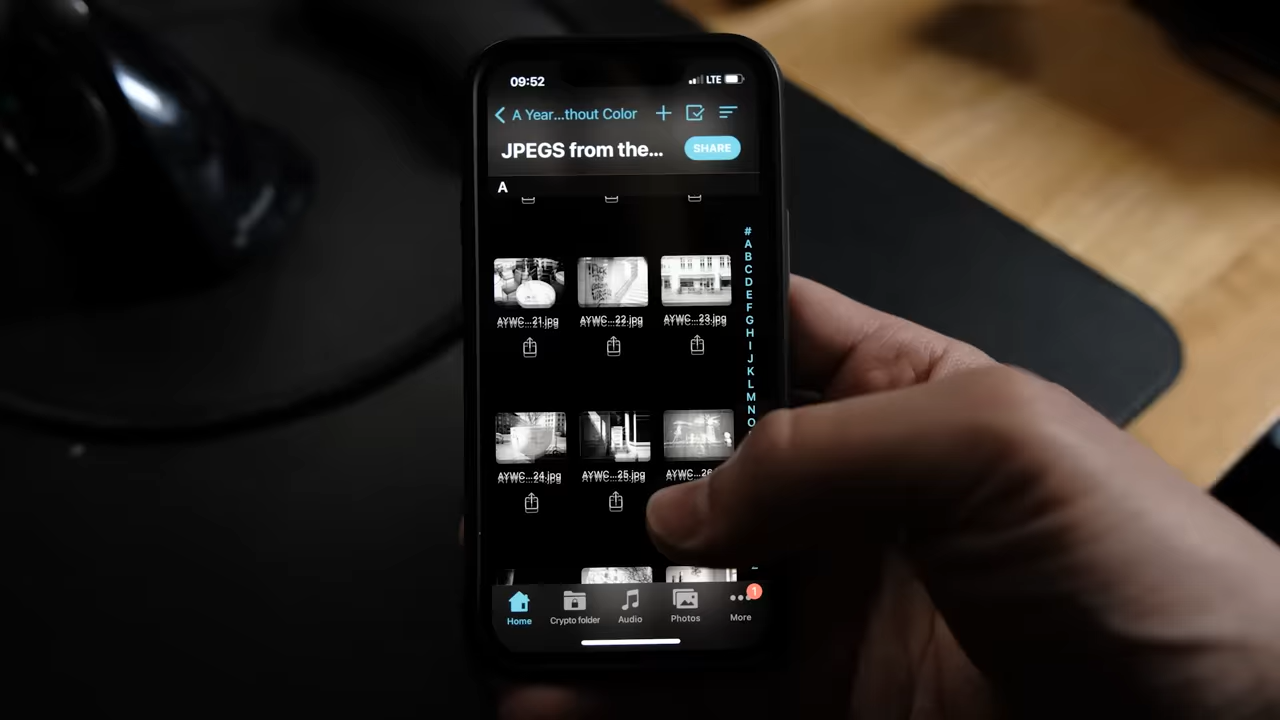 09:52 LTE
A Year...thout Color
JPEGS from the... SHARE
A
#
A
B
C
D
E
F
G
H
I
J
K
L
M
N
O
AYWC...21.jpg AYWC...22.jpg AYWC...23.jpg
AYWC...24.jpg AYWC...25.jpg AYWC...26
1
Home Crypto folder Audio Photos More